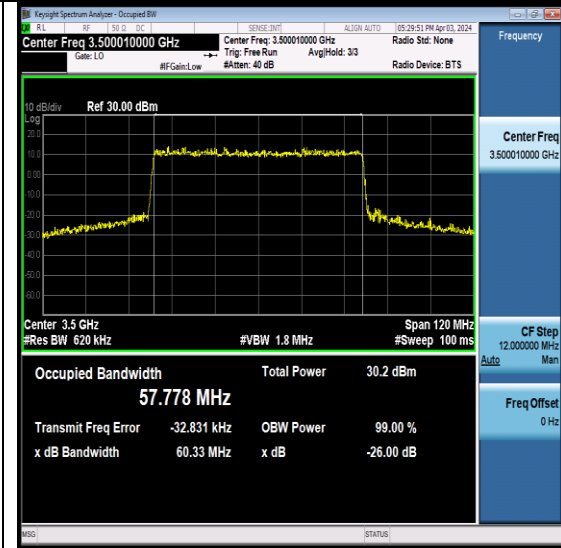 Keysight Spectrum Analyzer - Occupied BW
RL RF 50 Ω DC SENSE:INT ALIGN AUTO 05:29:51 PM Apr 03, 2024
Center Freq 3.500010000 GHz Center Freq: 3.500010000 GHz Radio Std: None Frequency
Gate: LO Trig: Free Run Avg|Hold: 3/3
#IFGain:Low #Atten: 40 dB Radio Device: BTS
10 dB/div Ref 30.00 dBm
Log
20.0
10.0
0.00
-10.0
-20.0
-30.0
-40.0
-50.0
-60.0
Center Freq
3.500010000 GHz
Center 3.5 GHz Span 120 MHz
#Res BW 620 kHz #VBW 1.8 MHz #Sweep 100 ms
CF Step
12.000000 MHz
Auto Man
Occupied Bandwidth Total Power 30.2 dBm
57.778 MHz
Freq Offset
0 Hz
Transmit Freq Error -32.831 kHz OBW Power 99.00 %
x dB Bandwidth 60.33 MHz x dB -26.00 dB
MSG STATUS